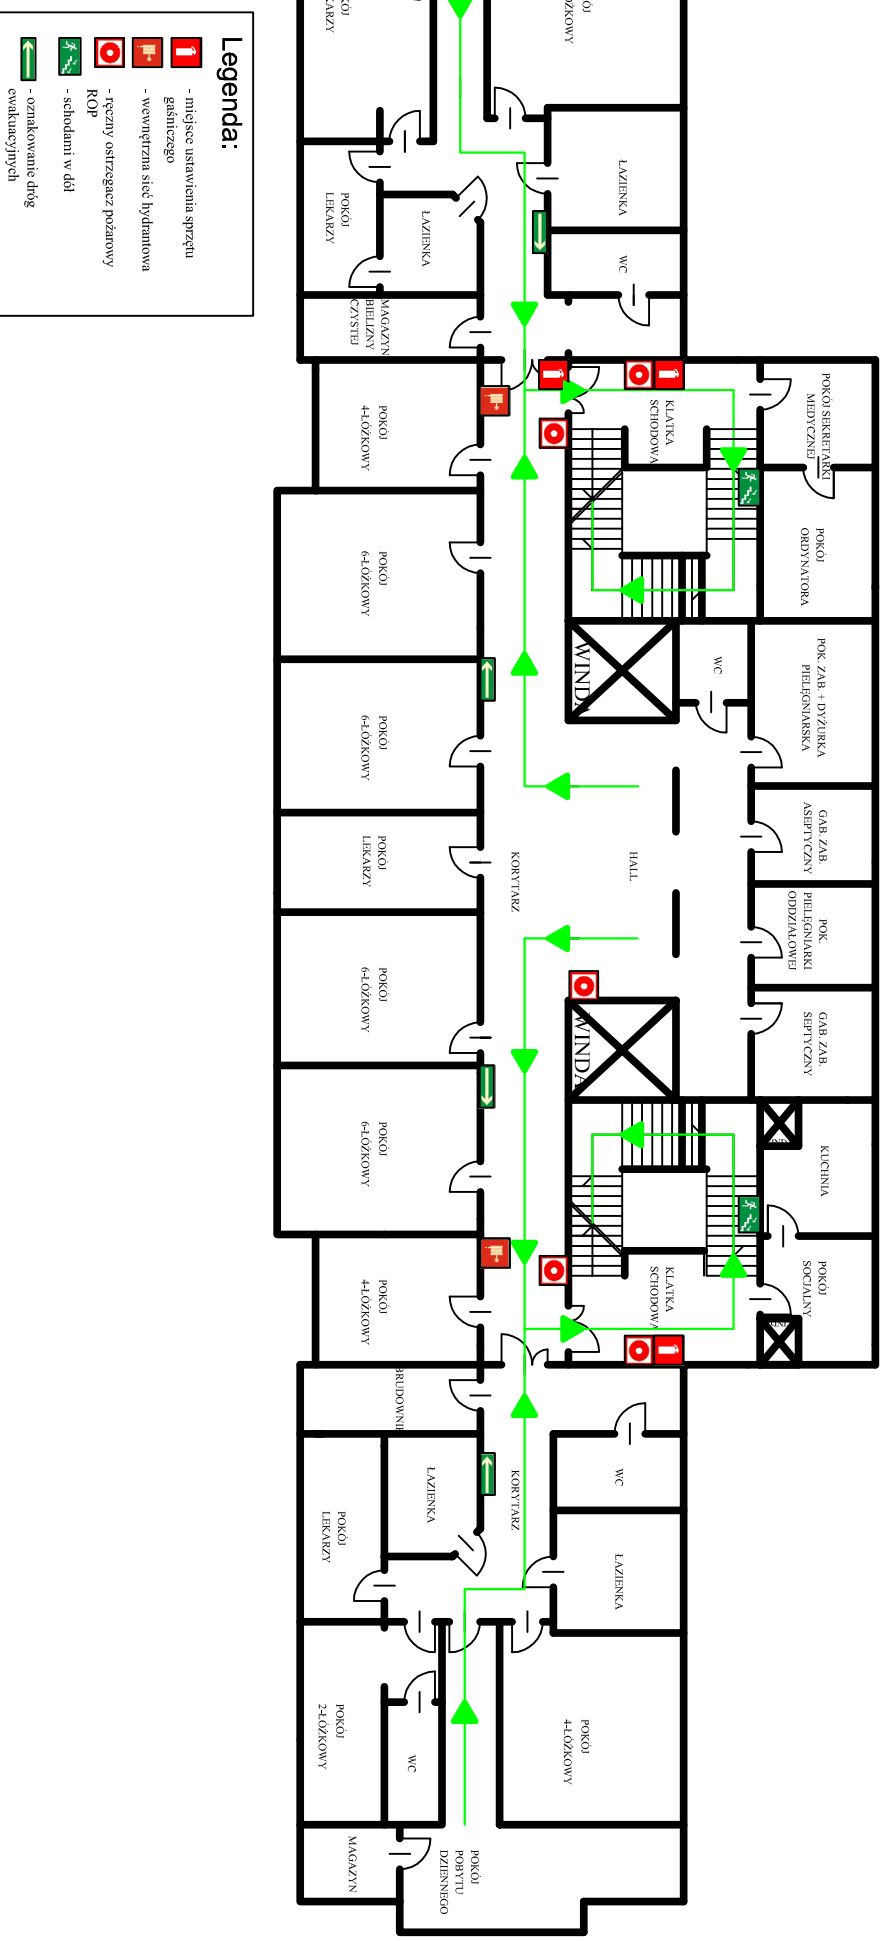 POKÓJ SEKRETARKI
MEDYCZNEJ
POKÓJ
ORDYNATORA
POK. ZAB. + DYŻURKA
PIELĘGNIARSKA
GAB. ZAB.
ASEPTYCZNY
POK.
PIELĘGNIARKI
ODDZIAŁOWEJ
GAB. ZAB.
SEPTYCZNY
KUCHNIA
POKÓJ
SOCJALNY
WC
ŁAZIENKA
WC
KLATKA
SCHODOWA
WINDA
HALL
WINDA
KLATKA
SCHODOWA
WC
ŁAZIENKA
POKÓJ
4-ŁÓŻKOWY
KORYTARZ
KORYTARZ
POKÓJ
POBYTU
DZIENNEGO
ŁAZIENKA
POKÓJ
LEKARZY
MAGAZYN
BIELIZNY
CZYSTEJ
POKÓJ
4-ŁÓŻKOWY
POKÓJ
6-ŁÓŻKOWY
POKÓJ
6-ŁÓŻKOWY
POKÓJ
LEKARZY
POKÓJ
6-ŁÓŻKOWY
POKÓJ
6-ŁÓŻKOWY
POKÓJ
4-ŁÓŻKOWY
ŁAZIENKA
POKÓJ
LEKARZY
WC
POKÓJ
2-ŁÓŻKOWY
MAGAZYN
Legenda:
- miejsce ustawienia sprzętu
gaśniczego
- wewnętrzna sieć hydrantowa
- ręczny ostrzegacz pożarowy
ROP
- schodami w dół
- oznakowanie dróg
ewakuacyjnych